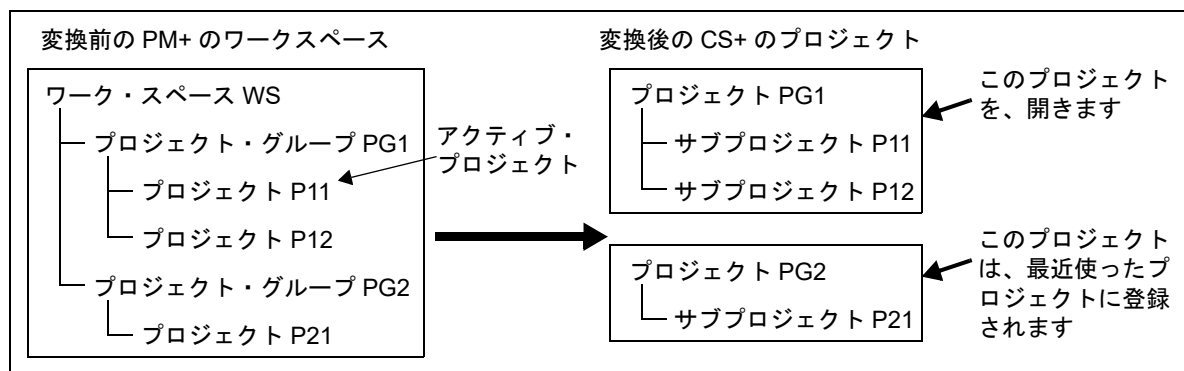 変換前の PM+ のワークスペース
ワーク・スペース WS
プロジェクト・グループ PG1
プロジェクト P11
プロジェクト P12
プロジェクト・グループ PG2
プロジェクト P21
アクティブ・
プロジェクト
変換後の CS+ のプロジェクト
プロジェクト PG1
サブプロジェクト P11
サブプロジェクト P12
このプロジェクト
を、開きます
プロジェクト PG2
サブプロジェクト P21
このプロジェクト
は、最近使ったプ
ロジェクトに登録
されます